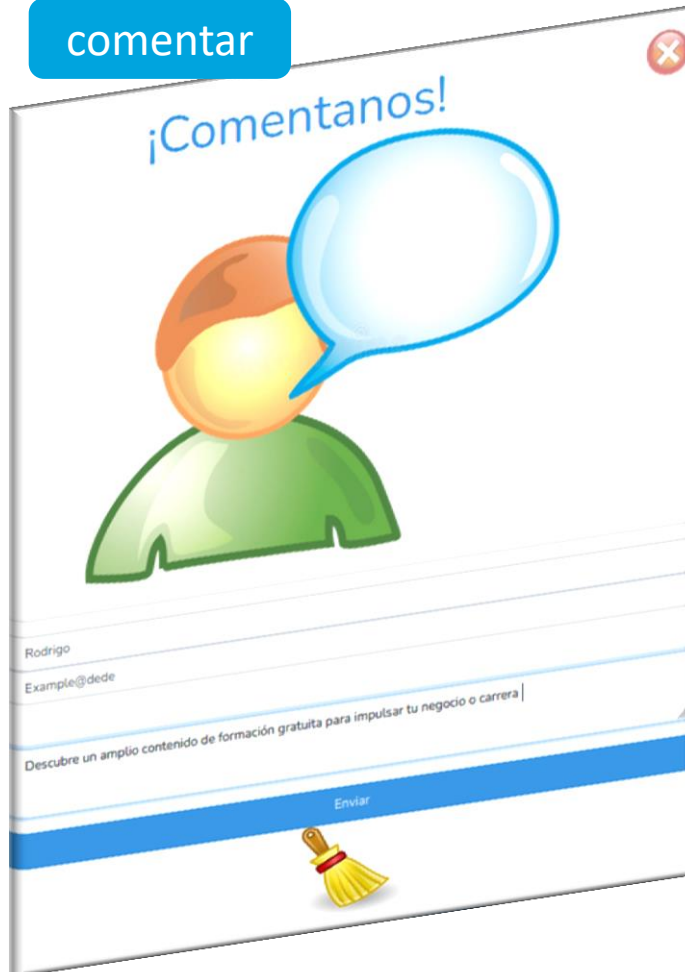 comentar
¡Comentanos!
Rodrigo
Example@dede
Descubre un amplio contenido de formación gratuita para impulsar tu negocio o carrera
Enviar